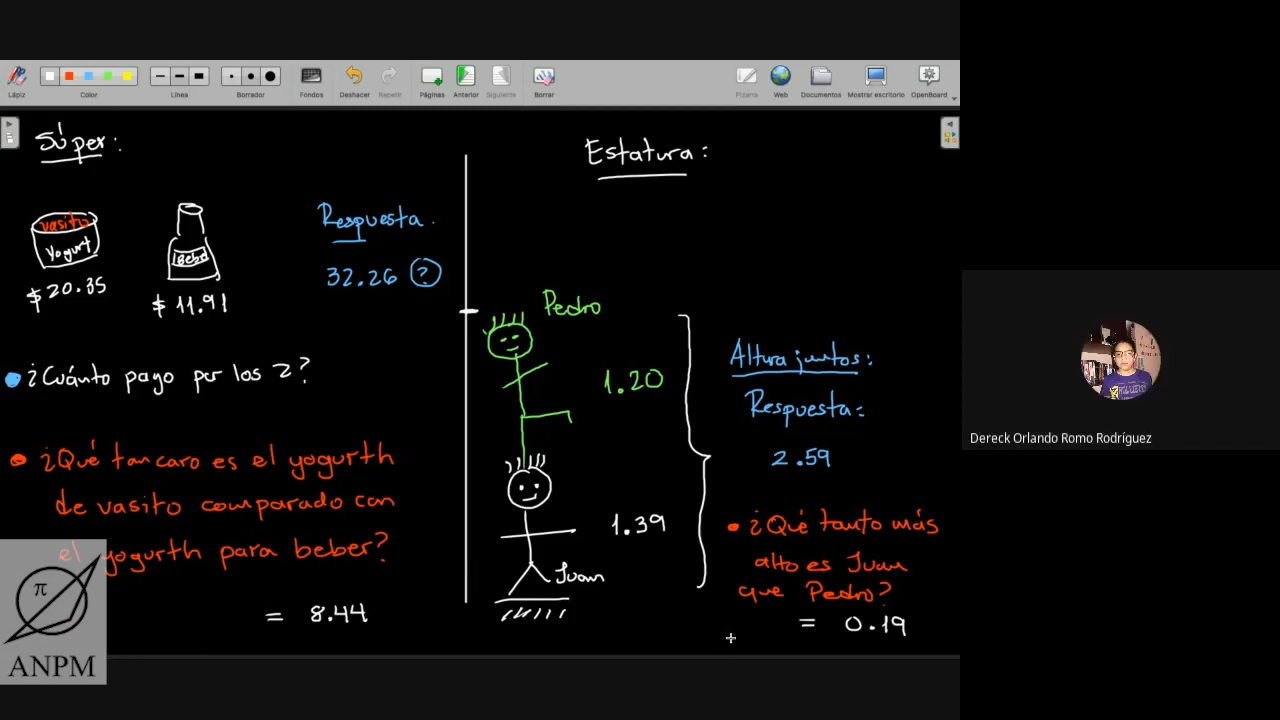 Lápiz
Color
Línea
Borrador
Fondos
Deshacer
Repetir
Páginas
Anterior
Siguiente
Borrar
Pizarra
Web
Documentos
Mostrar escritorio
OpenBoard
Súper:
vasito
Yogurt
$20.35
Bebe
$11.91
Respuesta.
32.26 ?
¿Cuánto pago por los 2?
¿Qué tan caro es el yogurth
de vasito comparado con
el yogurth para beber?
= 8.44
Estatura:
Pedro
1.20
1.39
Juan
Altura juntos:
Respuesta:
2.59
¿Qué tanto más
alto es Juan
que Pedro?
= 0.19
π
ANPM
Dereck Orlando Romo Rodríguez